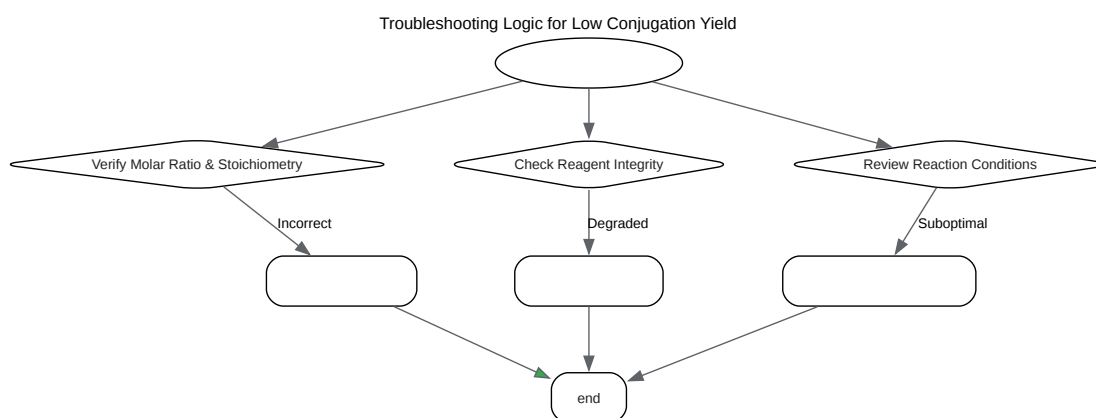 Troubleshooting Logic for Low Conjugation Yield
Verify Molar Ratio & Stoichiometry
Check Reagent Integrity
Review Reaction Conditions
Incorrect
Degraded
Suboptimal
end